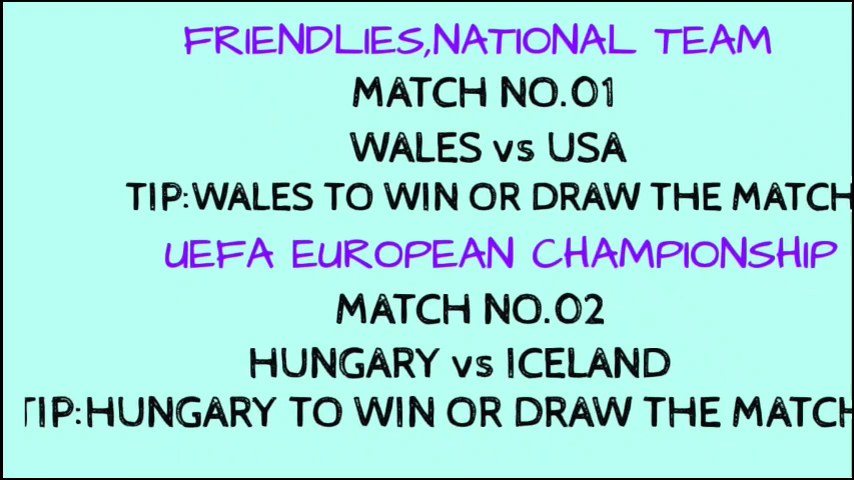 FRIENDLIES,NATIONAL TEAM
MATCH NO.01
WALES vs USA
TIP:WALES TO WIN OR DRAW THE MATCH
UEFA EUROPEAN CHAMPIONSHIP
MATCH NO.02
HUNGARY vs ICELAND
TIP:HUNGARY TO WIN OR DRAW THE MATCH